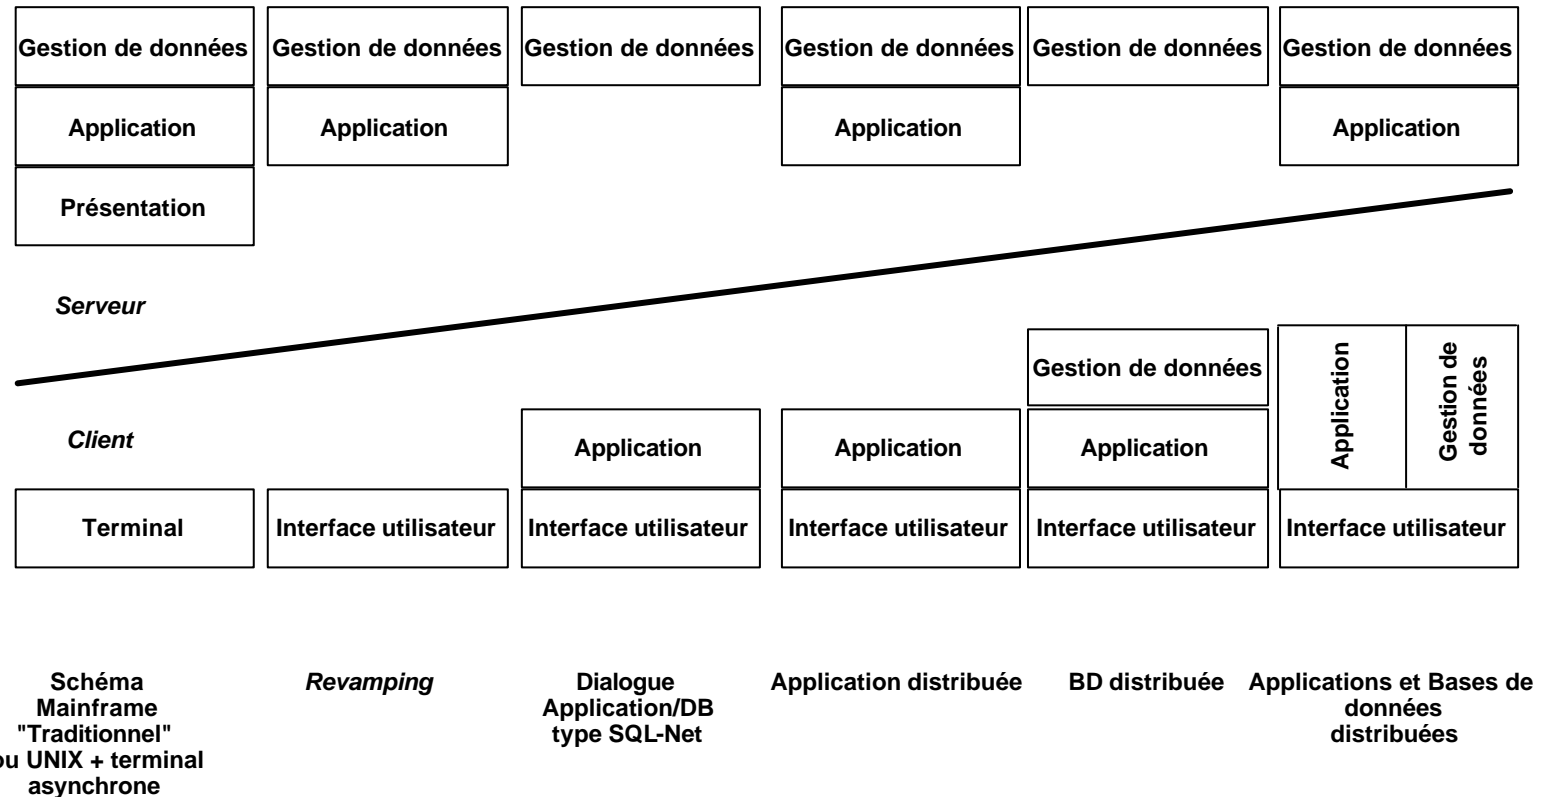 Gestion de données
Gestion de données
Gestion de données
Gestion de données
Gestion de données
Gestion de données
Application
Application
Application
Application
Présentation
Serveur
Gestion de données
Application
Gestion de
données
Client
Application
Application
Application
Terminal
Interface utilisateur
Interface utilisateur
Interface utilisateur
Interface utilisateur
Interface utilisateur
Schéma
Mainframe
"Traditionnel"
ou UNIX + terminal
asynchrone
Revamping
Dialogue
Application/DB
type SQL-Net
Application distribuée
BD distribuée
Applications et Bases de
données
distribuées